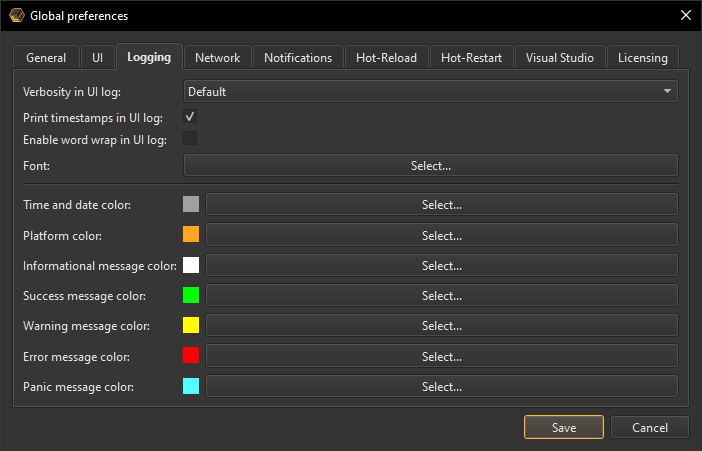 Global preferences
General UI Logging Network Notifications Hot-Reload Hot-Restart Visual Studio Licensing
Verbosity in UI log: Default
Print timestamps in UI log:
Enable word wrap in UI log:
Font: Select...
Time and date color: Select...
Platform color: Select...
Informational message color: Select...
Success message color: Select...
Warning message color: Select...
Error message color: Select...
Panic message color: Select...
Save Cancel